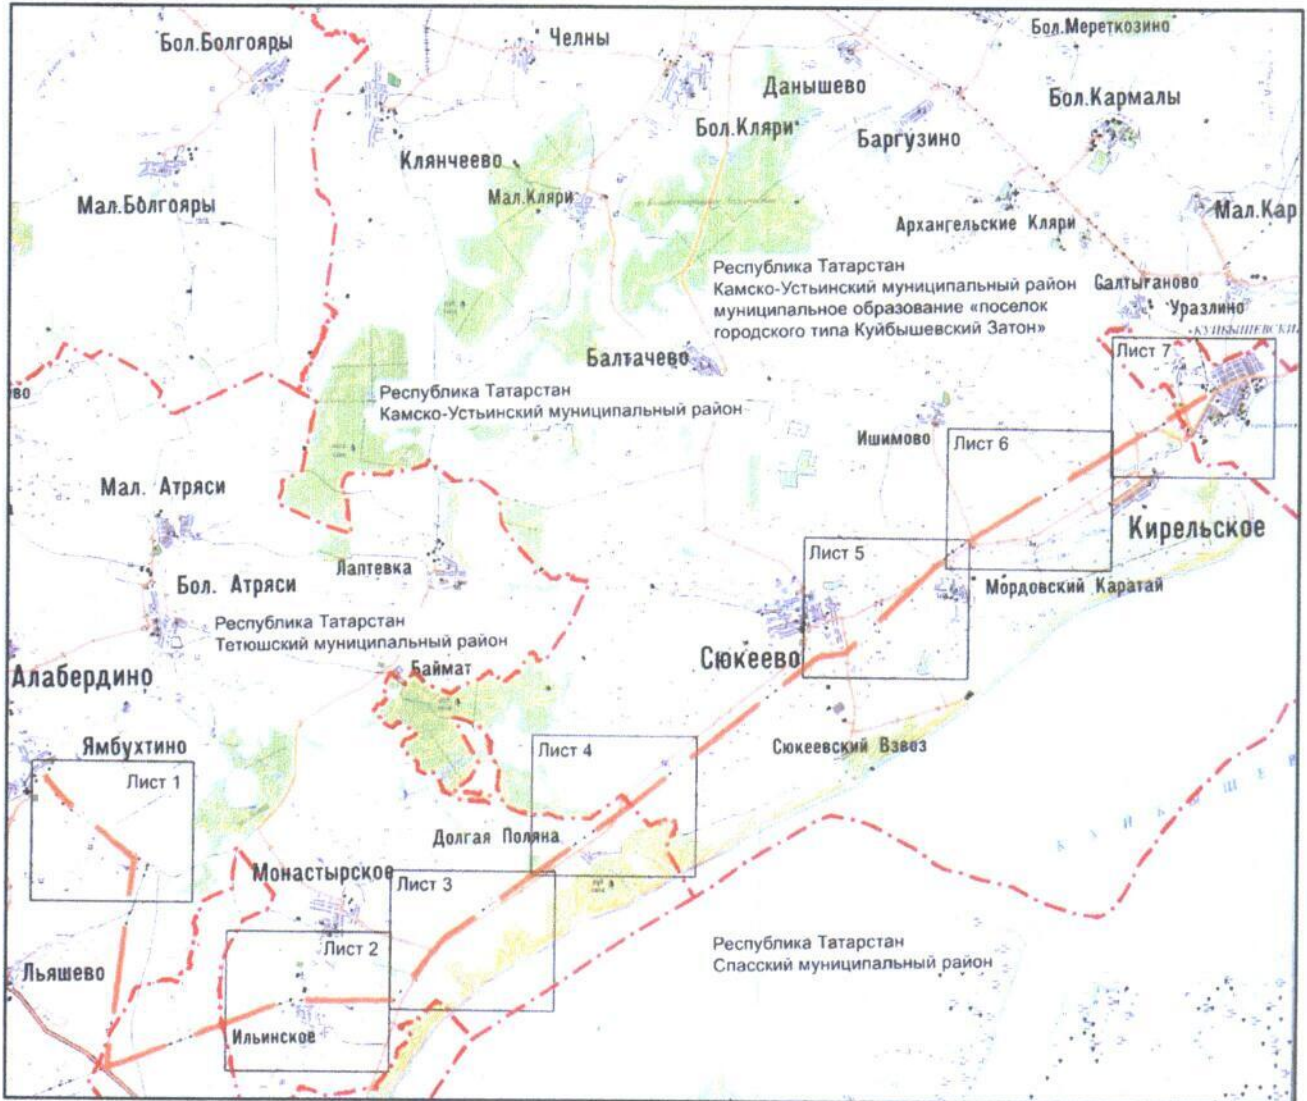 Бол.Болгояры
Челны
Бол.Мереткозино
Данышево
Бол.Кармалы
Бол.Кляри
Баргузино
Клянчеево
Мал.Кляри
Мал.Болгояры
Мал.Кар
Архангельские Кляри
Республика Татарстан
Камско-Устьинский муниципальный район
муниципальное образование «поселок
городского типа Куйбышевский Затон»
Салтыганово
Уразлино
Балтачево
Лист 7
Республика Татарстан
Камско-Устьинский муниципальный район
во
Ишимово
Лист 6
Мал. Атряси
Кирельское
Лист 5
Лаптевка
Бол. Атряси
Мордовский Каратай
Республика Татарстан
Тетюшский муниципальный район
Баймат
Сюкеево
Алабердино
Ямбухтино
Лист 4
Сюкеевский Взвоз
Лист 1
Долгая Поляна
Монастырское
Лист 3
Лист 2
Республика Татарстан
Спасский муниципальный район
Льяшево
Ильинское